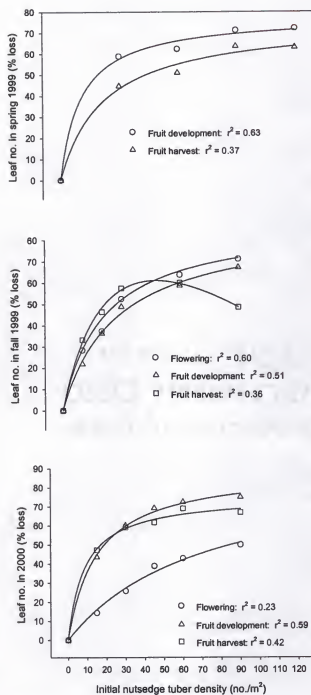 Leaf no. in spring 1999 (% loss)
80
70
60
50
40
30
20
10
0
Fruit development: r² = 0.63
Fruit harvest: r² = 0.37
Leaf no. in fall 1999 (% loss)
80
70
60
50
40
30
20
10
0
Flowering: r² = 0.60
Fruit development: r² = 0.51
Fruit harvest: r² = 0.36
Leaf no. in 2000 (% loss)
90
80
70
60
50
40
30
20
10
0
Flowering: r² = 0.23
Fruit development: r² = 0.59
Fruit harvest: r² = 0.42
0 10 20 30 40 50 60 70 80 90 100 110 120
Initial nutsedge tuber density (no./m²)